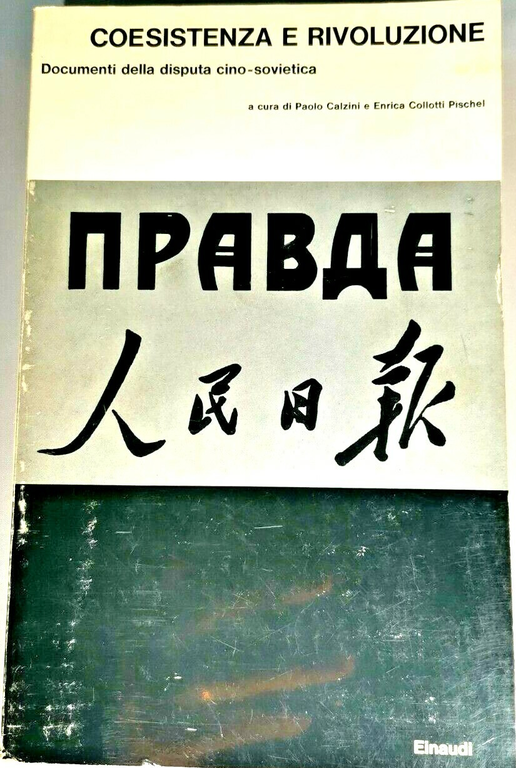 COESISTENZA E RIVOLUZIONE
Documenti della disputa cino-sovietica
a cura di Paolo Calzini e Enrica Collotti Pischel
ПРАВДА
人民日报
Einaudi